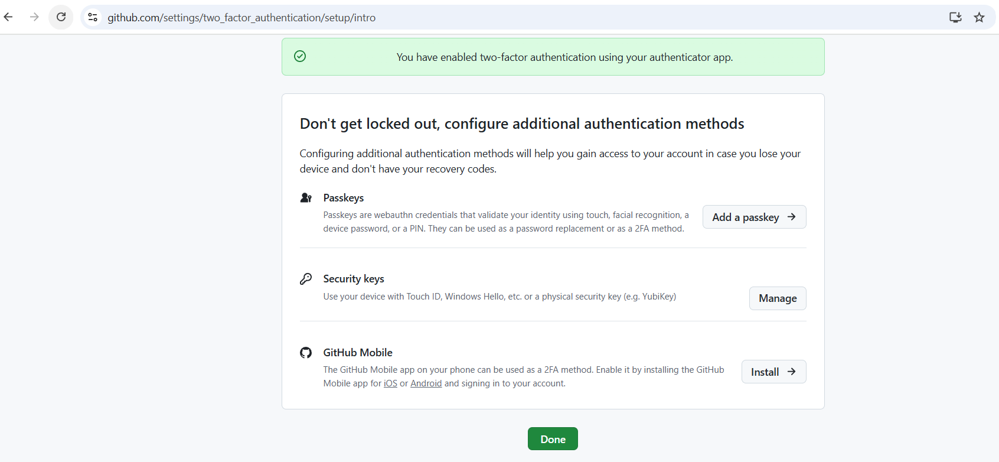 github.com/settings/two_factor_authentication/setup/intro
You have enabled two-factor authentication using your authenticator app.
Don't get locked out, configure additional authentication methods
Configuring additional authentication methods will help you gain access to your account in case you lose your
device and don't have your recovery codes.
Passkeys
Passkeys are webauthn credentials that validate your identity using touch, facial recognition, a
device password, or a PIN. They can be used as a password replacement or as a 2FA method.
Add a passkey
Security keys
Use your device with Touch ID, Windows Hello, etc. or a physical security key (e.g. YubiKey)
Manage
GitHub Mobile
The GitHub Mobile app on your phone can be used as a 2FA method. Enable it by installing the GitHub
Mobile app for iOS or Android and signing in to your account.
Install
Done